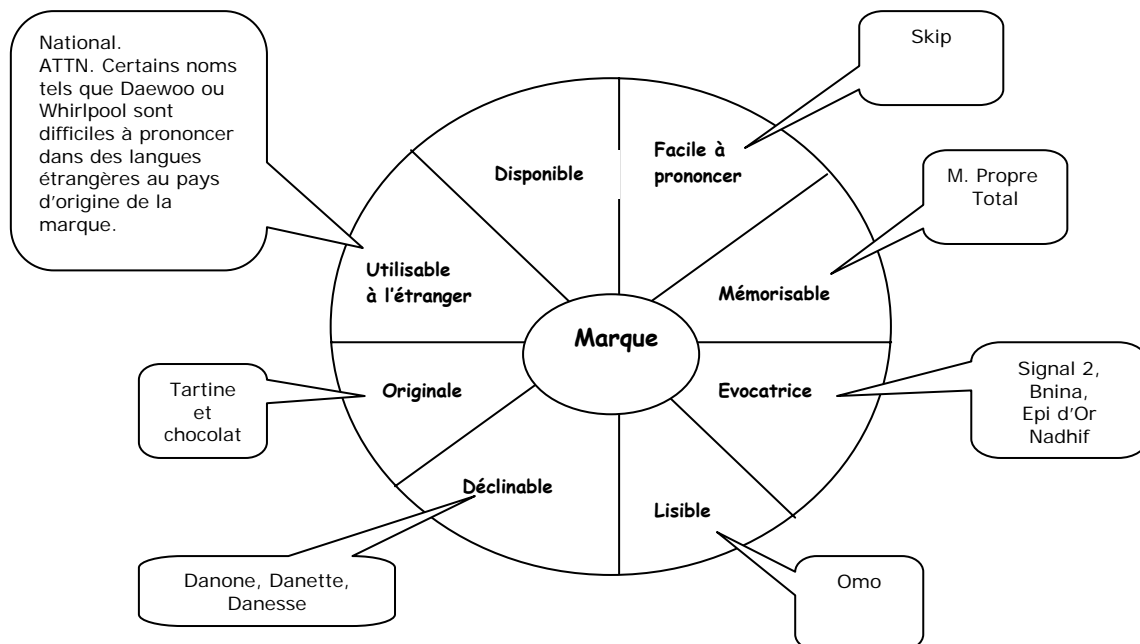 National.
ATTN. Certains noms
tels que Daewoo ou
Whirlpool sont
difficiles à prononcer
dans des langues
étrangères au pays
d'origine de la
marque.
Skip
Disponible
Facile à
prononcer
M. Propre
Total
Utilisable
à l'étranger
Mémorisable
Marque
Tartine
et
chocolat
Originale
Evocatrice
Signal 2,
Bnina,
Epi d'Or
Nadhif
Déclinable
Lisible
Danone, Danette,
Danesse
Omo